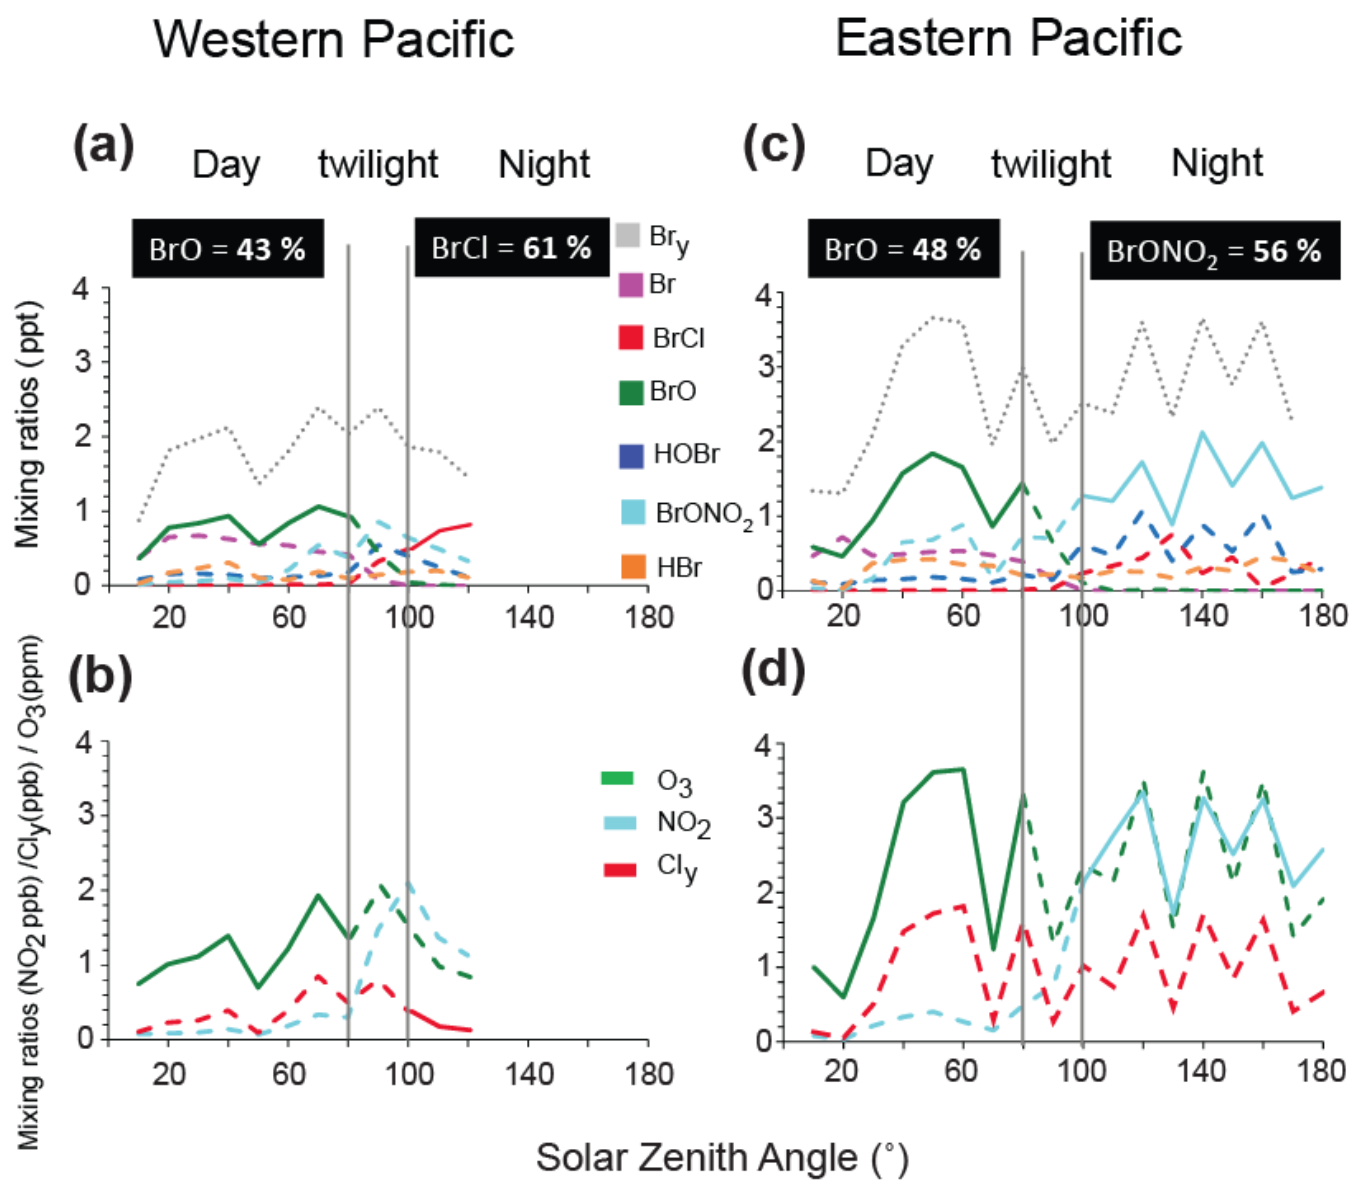 Western Pacific
Eastern Pacific
(a)
Day
twilight
Night
BrO = 43 %
BrCl = 61 %
Mixing ratios ( ppt)
4
3
2
1
0
20
60
100
140
180
Bry
Br
BrCl
BrO
HOBr
BrONO2
HBr
(c)
Day
twilight
Night
BrO = 48 %
BrONO2 = 56 %
4
3
2
1
0
20
60
100
140
180
(b)
Mixing ratios (NO2 ppb) /Cly(ppb) / O3(ppm)
4
3
2
1
0
20
60
100
140
180
O3
NO2
Cly
(d)
4
3
2
1
0
20
60
100
140
180
Solar Zenith Angle (°)